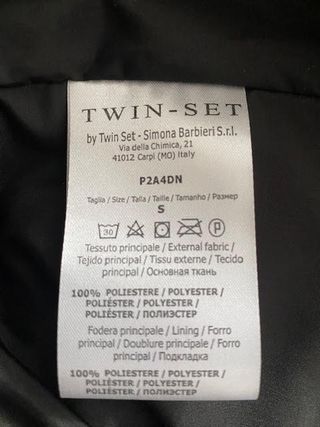 TWIN-SET
by Twin Set - Simona Barbieri S.r.l.
Via della Chimica, 21
41012 Carpi (MO) Italy
P2A4DN
Taglia / Size / Talla / Taille / Tamanho / Размер
S
30 P
Tessuto principale / External fabric /
Tejido principal / Tissu externe / Tecido
principal / Основная ткань
100% POLIESTERE / POLYESTER /
POLIÉSTER / POLYESTER /
POLIÉSTER / ПОЛИЭСТЕР
Fodera principale / Lining / Forro
principal / Doublure principale / Forro
principal / Подкладка
100% POLIESTERE / POLYESTER /
POLIÉSTER / POLYESTER /
POLIÉSTER / ПОЛИЭСТЕР